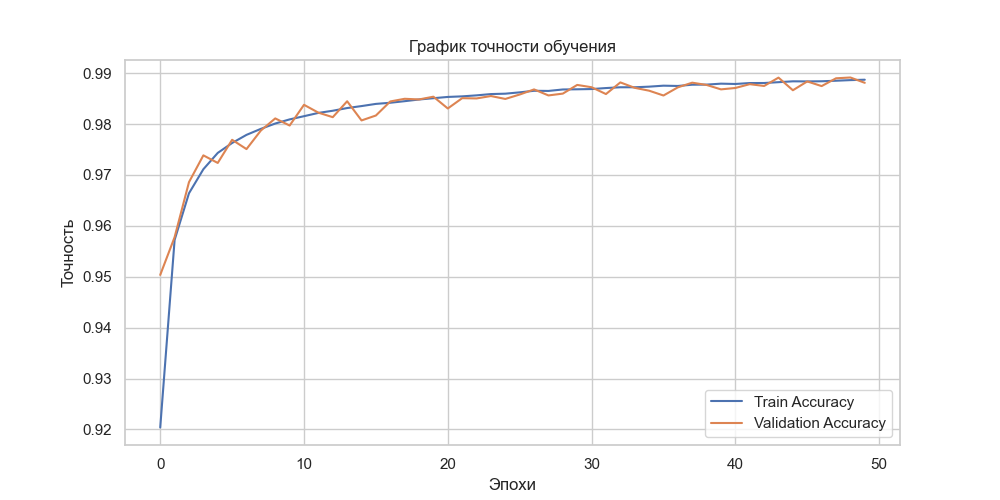 График точности обучения
0.99
0.98
0.97
0.96
0.95
0.94
0.93
0.92
Точность
0
10
20
30
40
50
Эпохи
Train Accuracy
Validation Accuracy